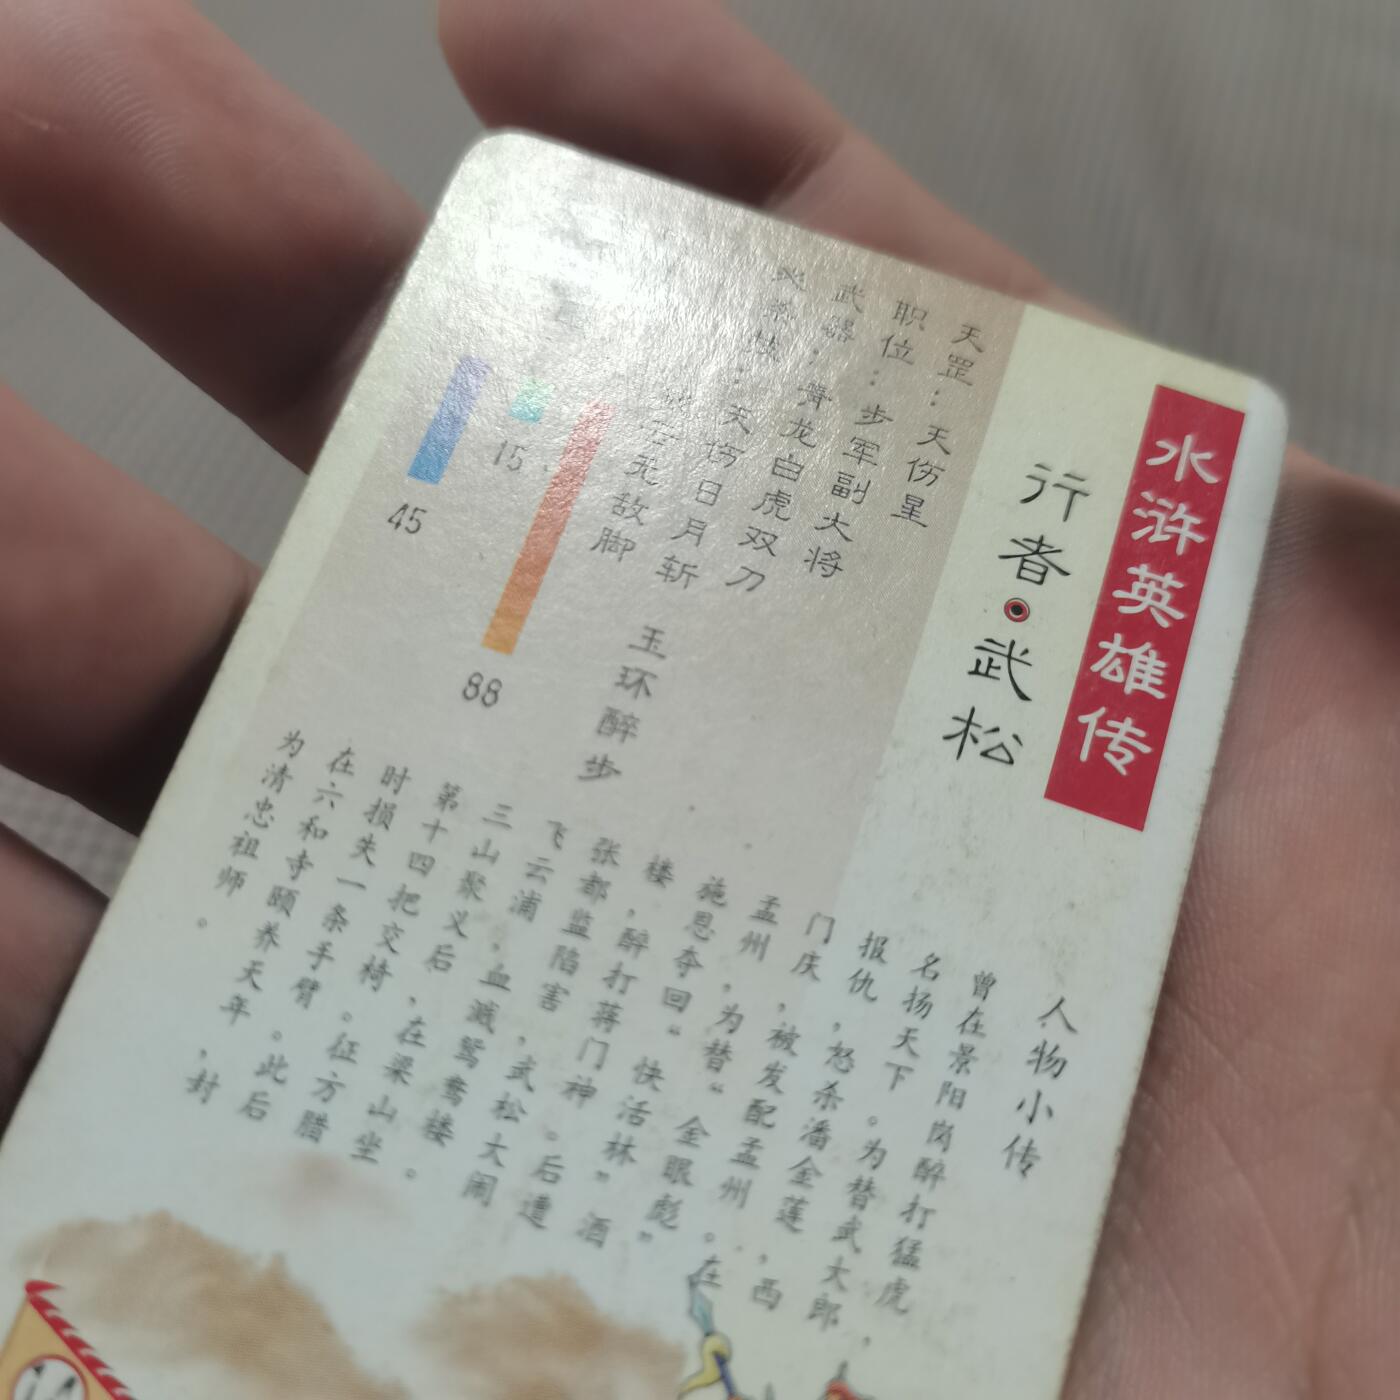 水浒英雄传
行者·武松
天罡：天伤星
职位：步军副大将
武器：青龙白虎双刀
必杀技：天伤日月斩
无敌脚
玉环醉步
88
15
45
人物小传
曾在景阳岗醉打猛虎，
名扬天下。为替武大郎
报仇，怒杀潘金莲，西
门庆，被发配孟州。在
孟州，为替“金眼彪”
施恩夺回“快活林”酒
楼，醉打蒋门神。后遭
张都监陷害，武松大闹
飞云浦，血溅鸳鸯楼。
三山聚义后，在梁山坐
第十四把交椅。征方腊
时损失一条手臂。此后
在六和寺颐养天年，封
为清忠祖师。